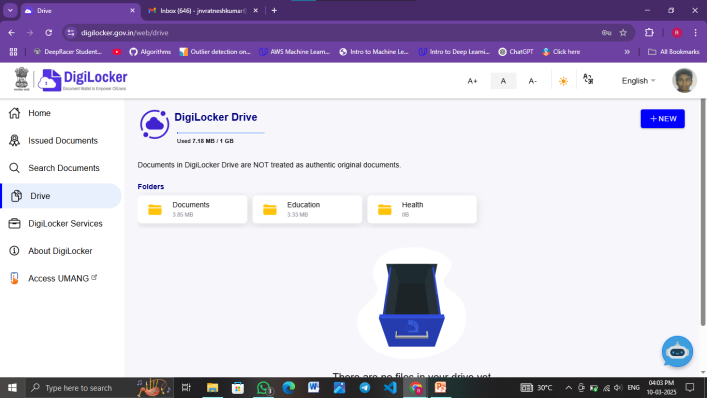 Drive
Inbox (646) - jnvratneshkumar@
digilocker.gov.in/web/drive
DeepRacer Student...
Algorithms
Outlier detection on...
AWS Machine Learn...
Intro to Machine Le...
Intro to Deep Learni...
ChatGPT
Click here
All Bookmarks
DigiLocker
Document Wallet to Empower Citizens
A+
A
A-
English
Home
Issued Documents
Search Documents
Drive
DigiLocker Services
About DigiLocker
Access UMANG
DigiLocker Drive
Used 7.18 MB / 1 GB
+ NEW
Documents in DigiLocker Drive are NOT treated as authentic original documents.
Folders
Documents
3.85 MB
Education
3.33 MB
Health
0B
There are no files in your drive yet
Type here to search
30°C
ENG
04:03 PM
10-03-2025